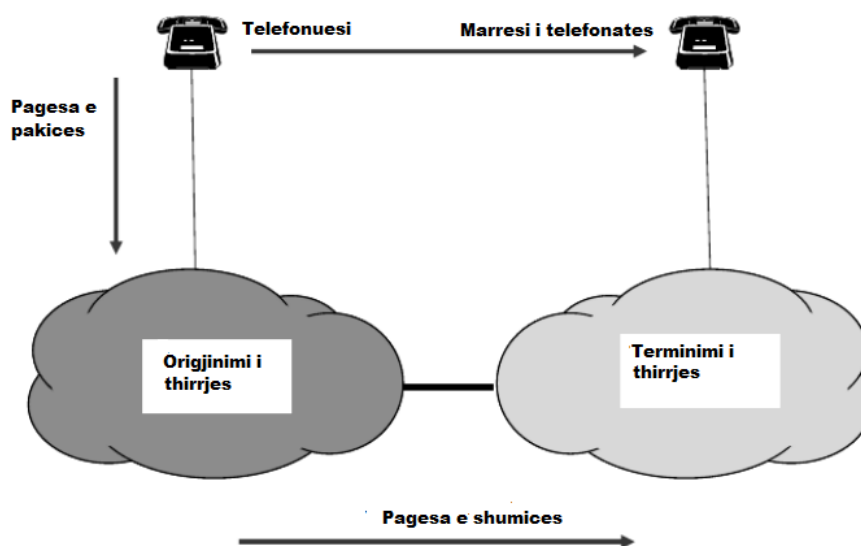 Telefonuesi
Marresi i telefonates
Pagesa e
pakices
Origjinimi i
thirrjes
Terminimi i
thirrjes
Pagesa e shumices